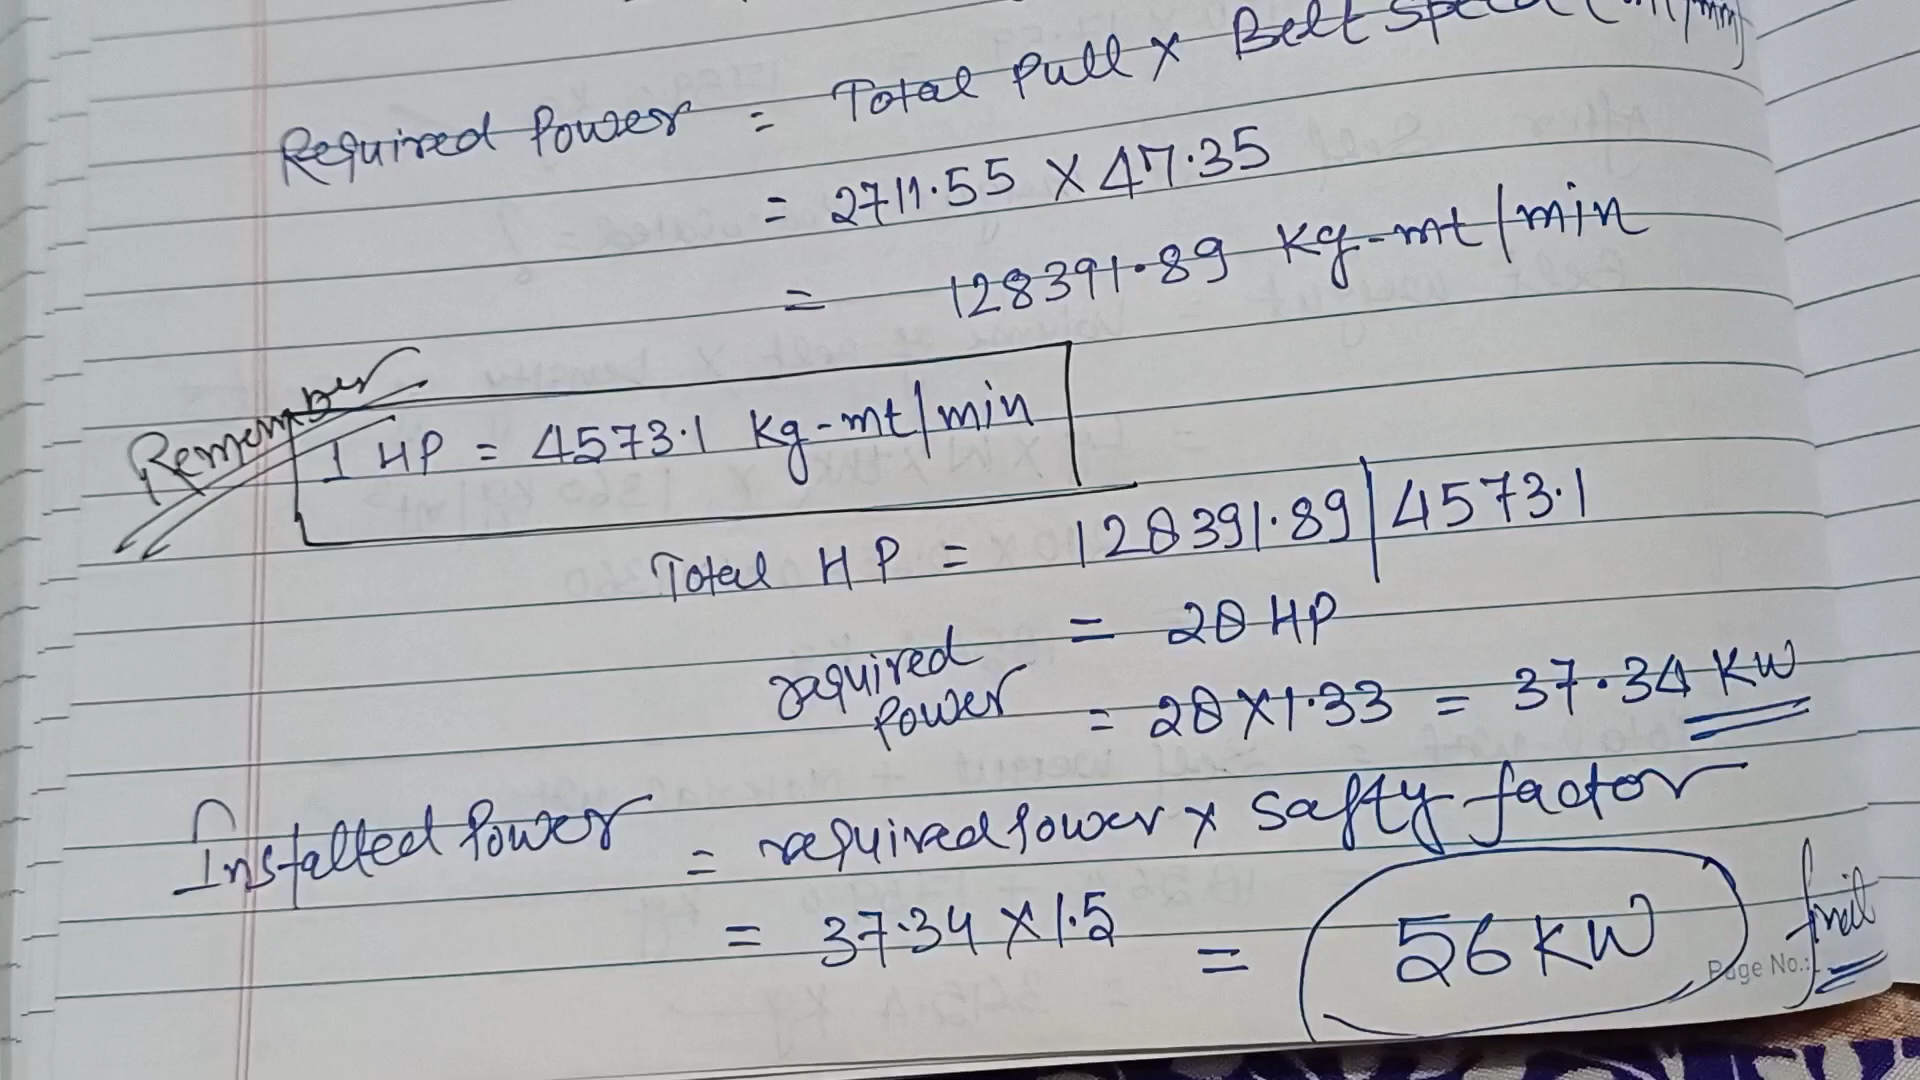 Required Power = Total Pull × Belt Speed (mt/min)
= 2711.55 × 47.35
= 128391.89 Kg-mt/min
Remember
1 HP = 4573.1 Kg-mt/min
Total HP = 128391.89/4573.1
= 28 HP
required Power = 28×1.33 = 37.34 KW
Installed Power = required Power × Safty factor
= 37.34 × 1.5 = 56 KW
Page No.: